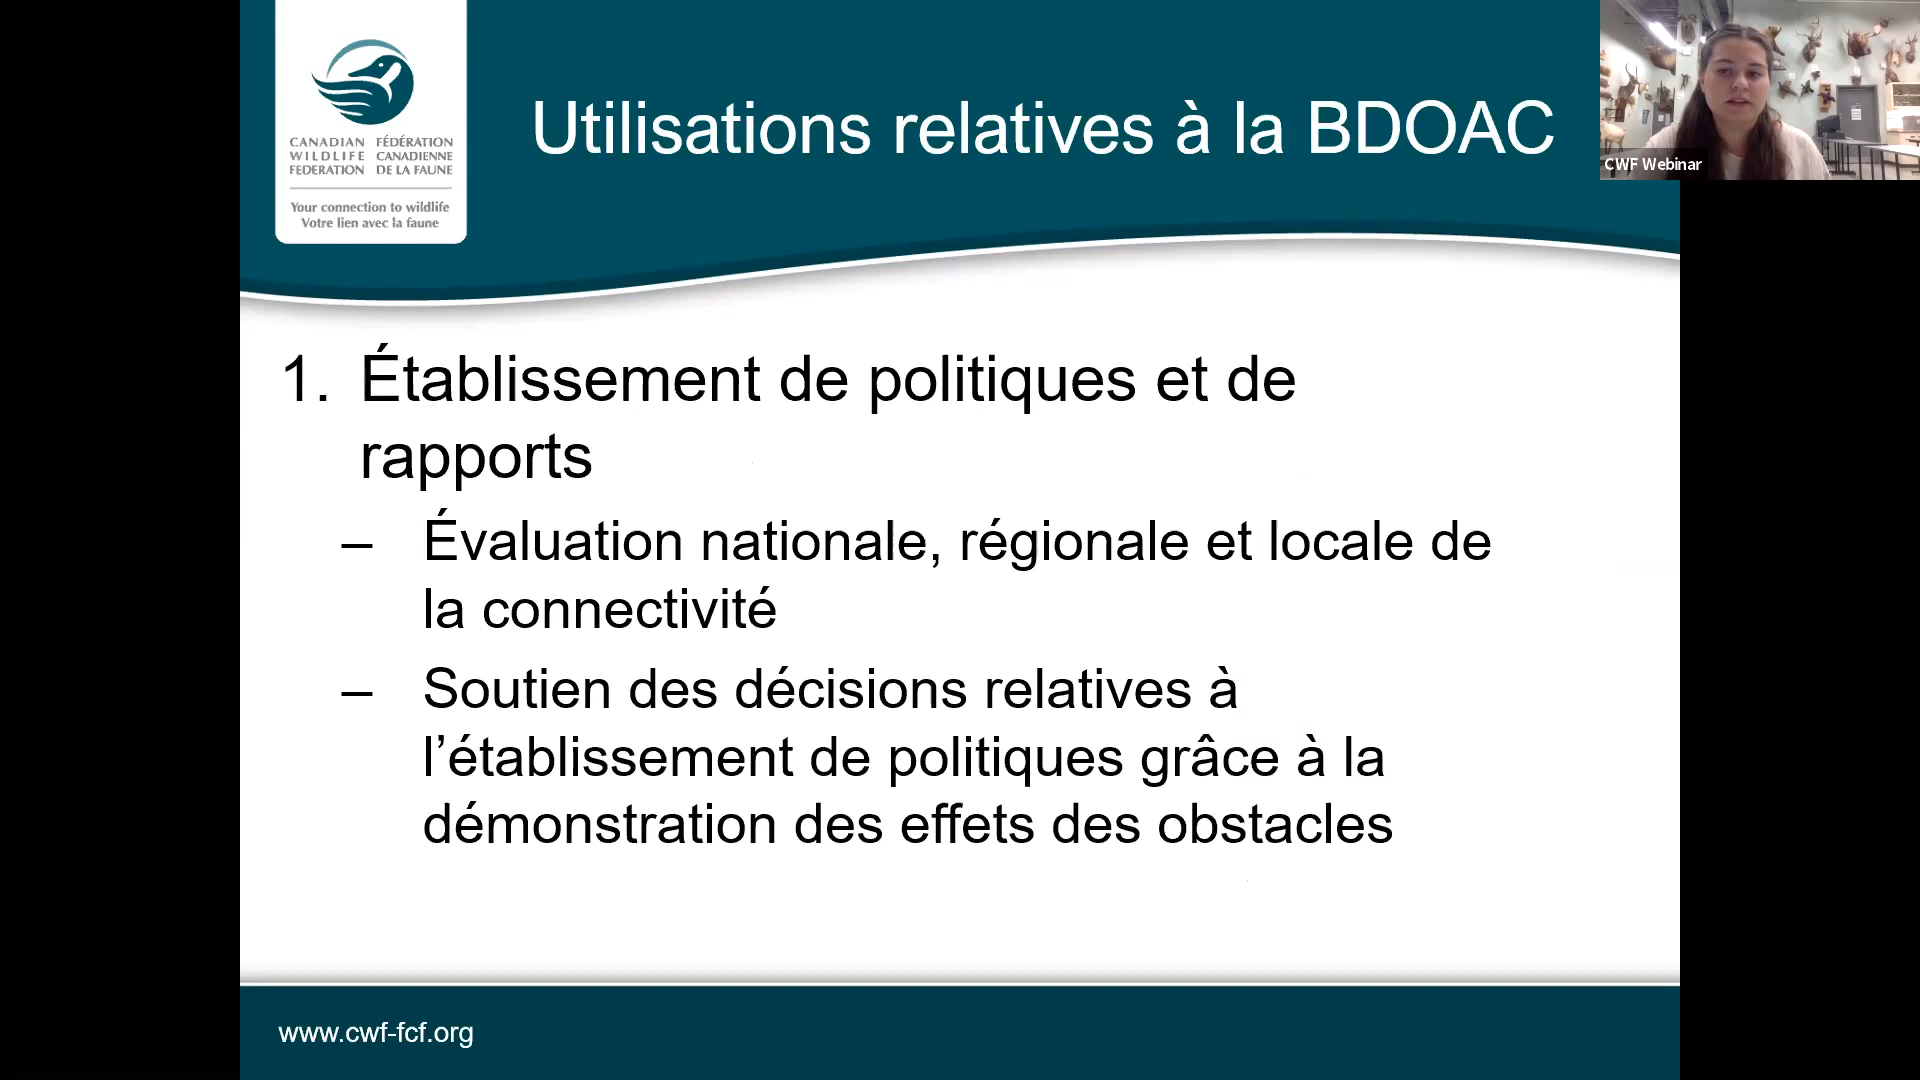 CANADIAN WILDLIFE FEDERATION
FÉDÉRATION CANADIENNE DE LA FAUNE
Your connection to wildlife
Votre lien avec la faune
Utilisations relatives à la BDOAC
CWF Webinar
1. Établissement de politiques et de
rapports
– Évaluation nationale, régionale et locale de
la connectivité
– Soutien des décisions relatives à
l’établissement de politiques grâce à la
démonstration des effets des obstacles
www.cwf-fcf.org